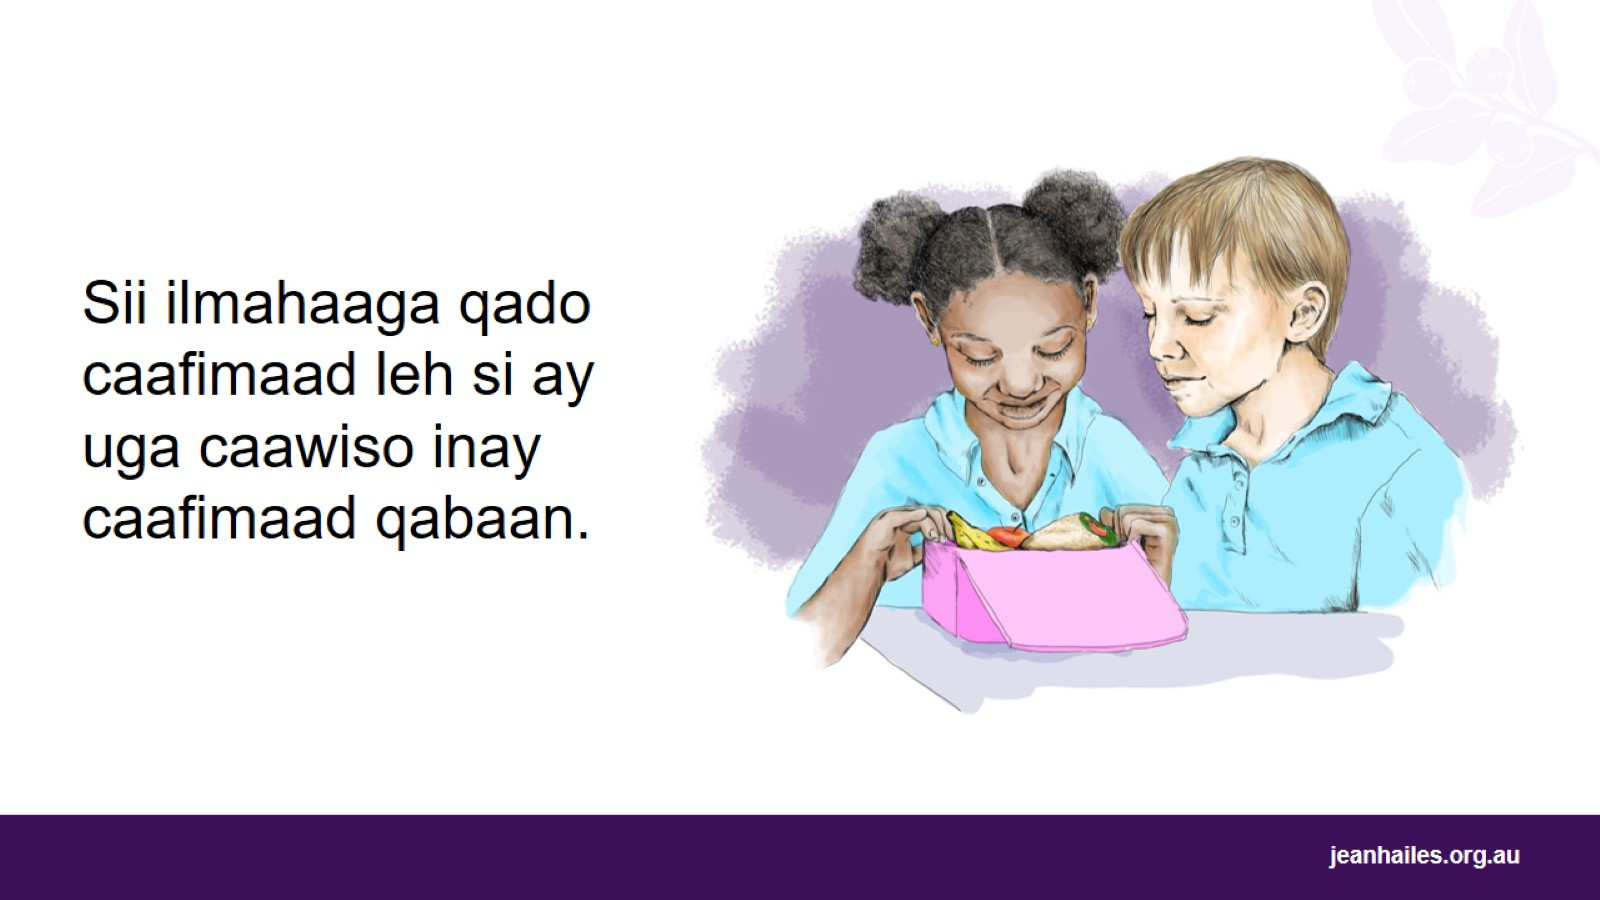 Sii ilmahaaga qado
caafimaad leh si ay
uga caawiso inay
caafimaad qabaan.
jeanhailes.org.au